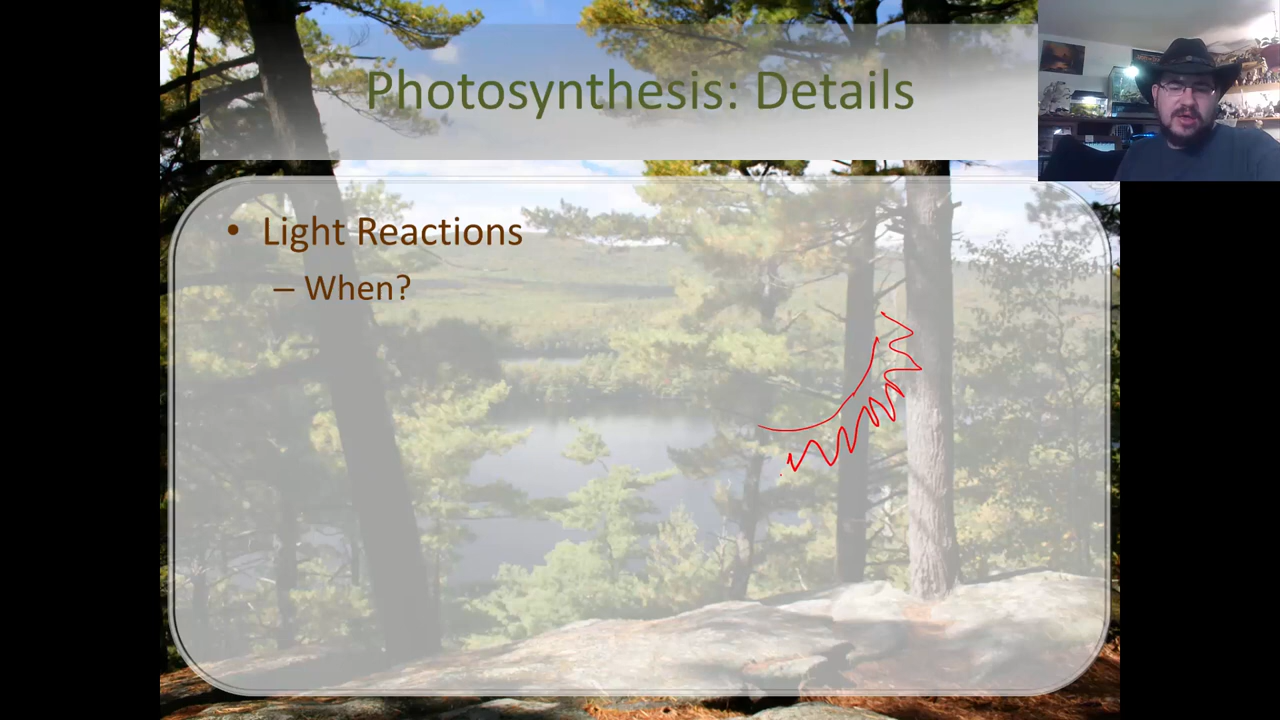 Photosynthesis: Details
• Light Reactions
– When?